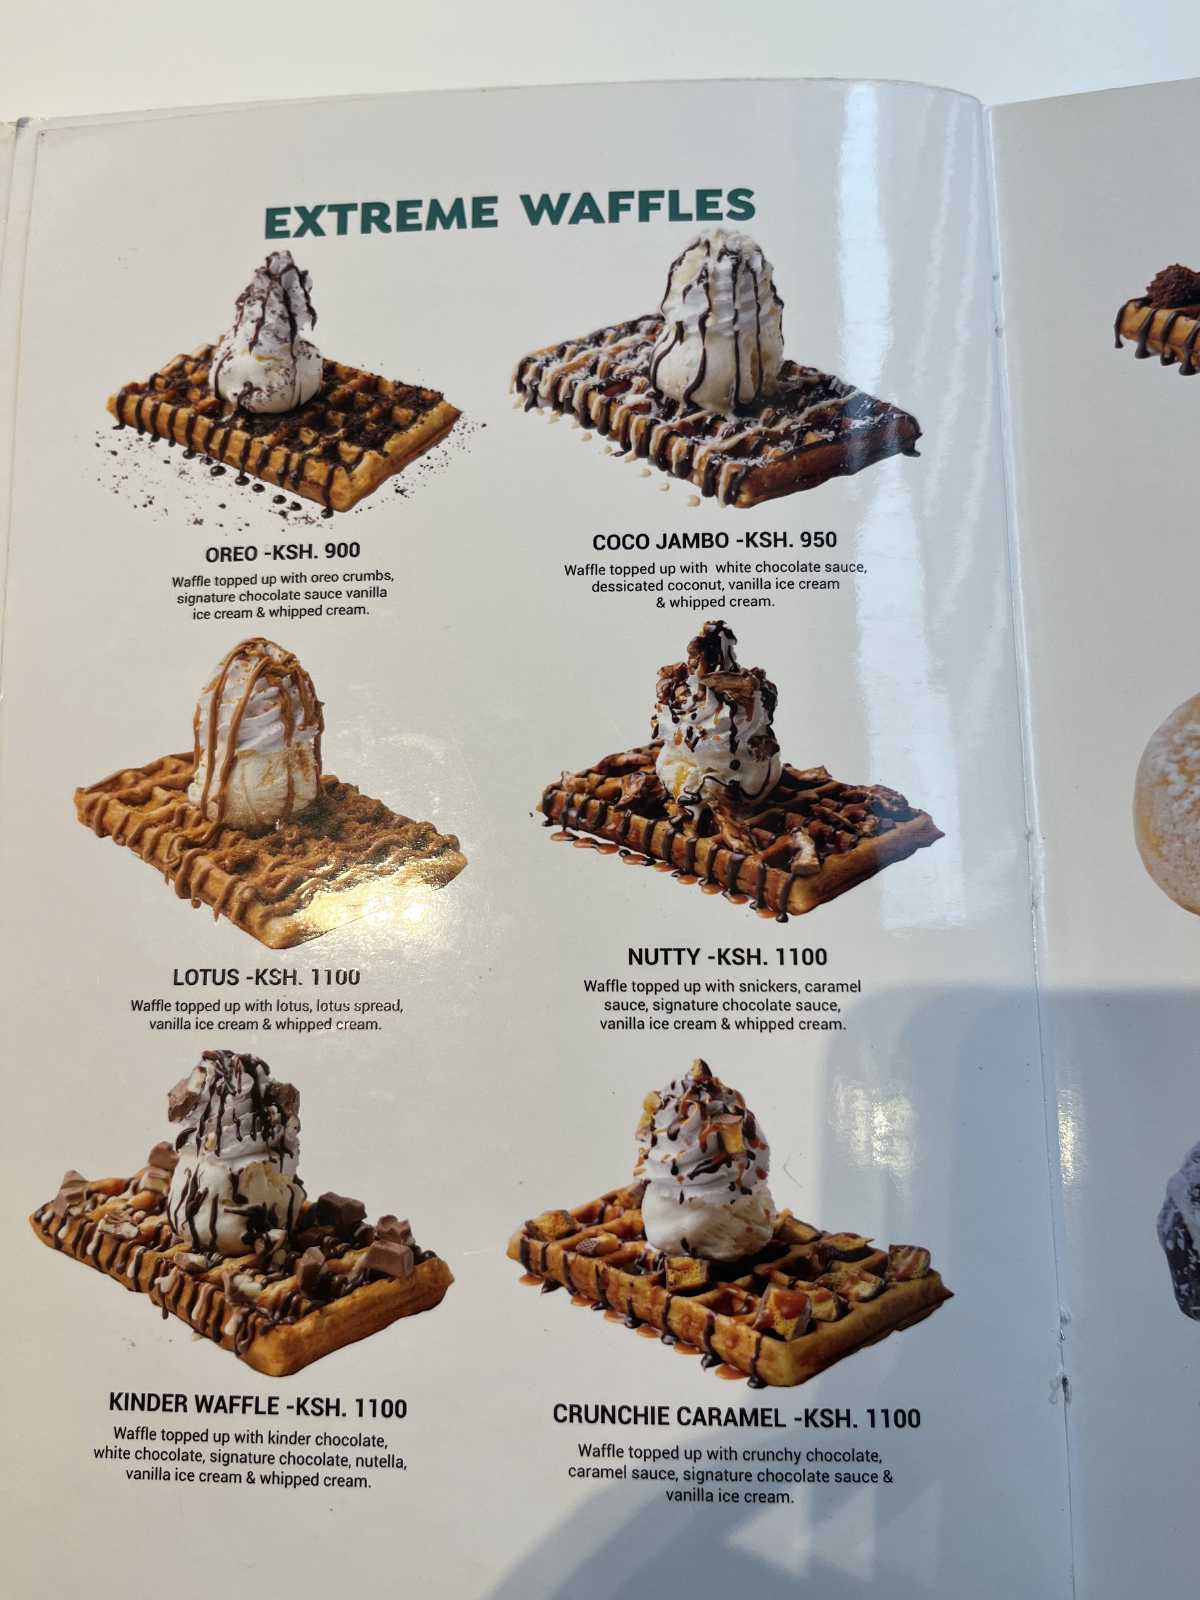 EXTREME WAFFLES
OREO -KSH. 900
Waffle topped up with oreo crumbs,
signature chocolate sauce vanilla
ice cream & whipped cream.
COCO JAMBO -KSH. 950
Waffle topped up with white chocolate sauce,
dessicated coconut, vanilla ice cream
& whipped cream.
LOTUS -KSH. 1100
Waffle topped up with lotus, lotus spread,
vanilla ice cream & whipped cream.
NUTTY -KSH. 1100
Waffle topped up with snickers, caramel
sauce, signature chocolate sauce,
vanilla ice cream & whipped cream.
KINDER WAFFLE -KSH. 1100
Waffle topped up with kinder chocolate,
white chocolate, signature chocolate, nutella,
vanilla ice cream & whipped cream.
CRUNCHIE CARAMEL -KSH. 1100
Waffle topped up with crunchy chocolate,
caramel sauce, signature chocolate sauce &
vanilla ice cream.